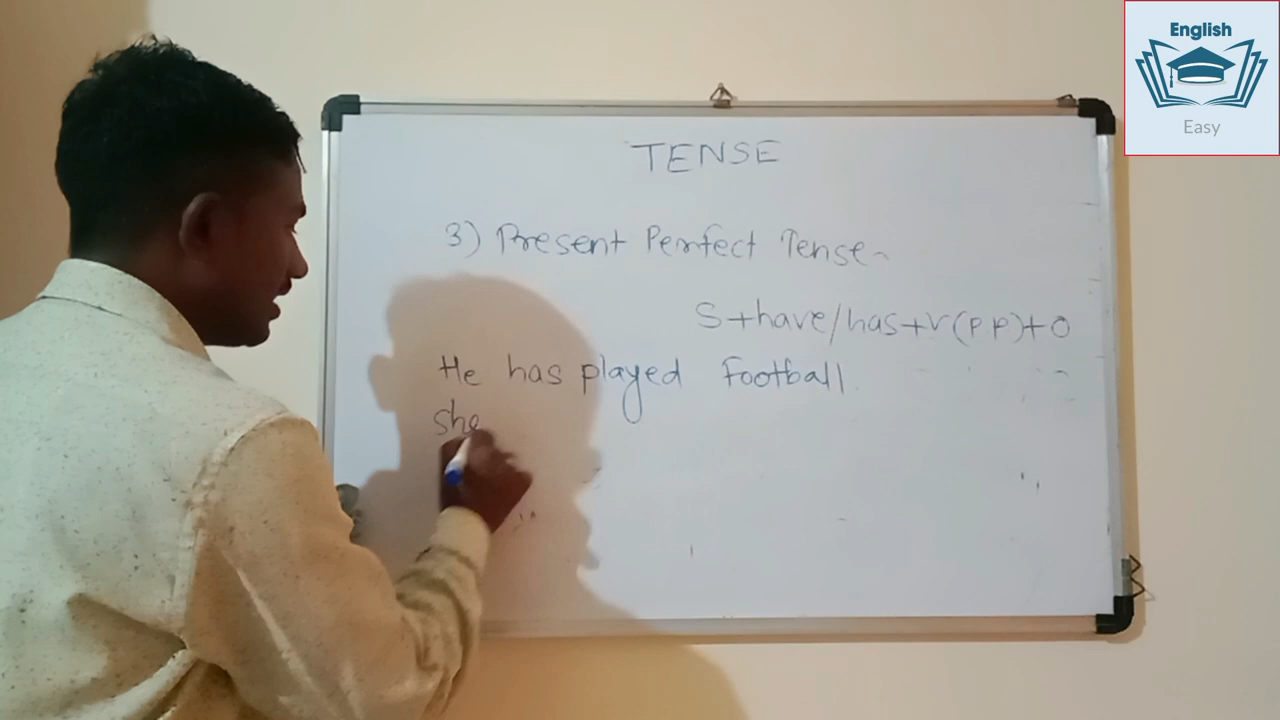 English
Easy
TENSE
3) Present Perfect Tense-
S+have/has+v(pp)+o
He has played Football.
She